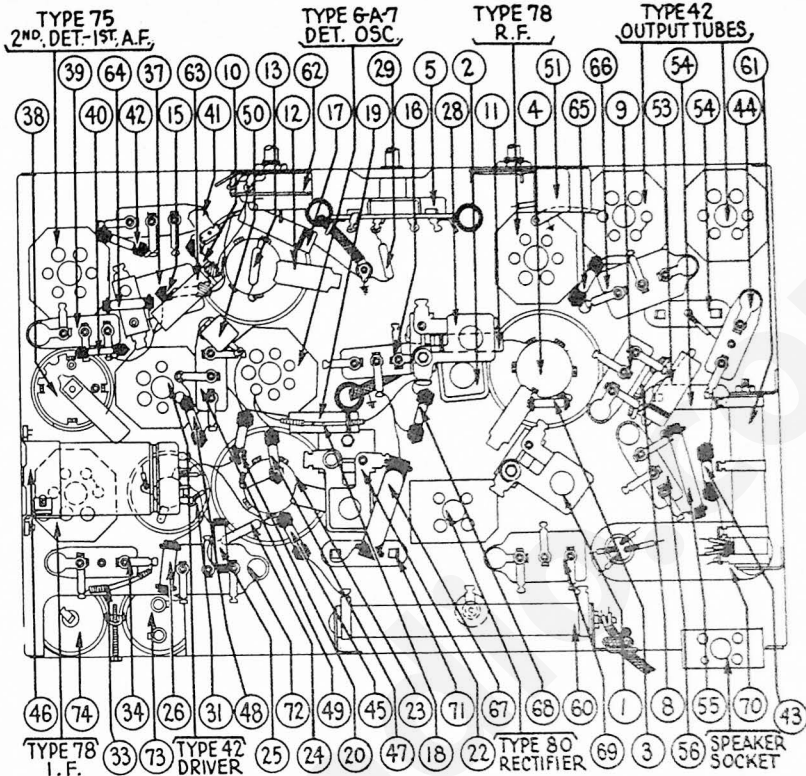 TYPE 75
2ND. DET.-1ST. A.F.
TYPE 6-A-7
DET. OSC.
TYPE 78
R.F.
TYPE 42
OUTPUT TUBES
39 64 37 63 10 13 62 29 5 2 51 66 54 61
38 40 42 15 41 50 12 17 19 16 28 11 4 65 9 53 54 44
46 74 34 26 31 48 72 49 45 23 71 67 68 60 1 8 70 43
TYPE 78
I.F.
33 73
TYPE 42
DRIVER
25 24 20 47 18 22
TYPE 80
RECTIFIER
69 3 56 55
SPEAKER
SOCKET